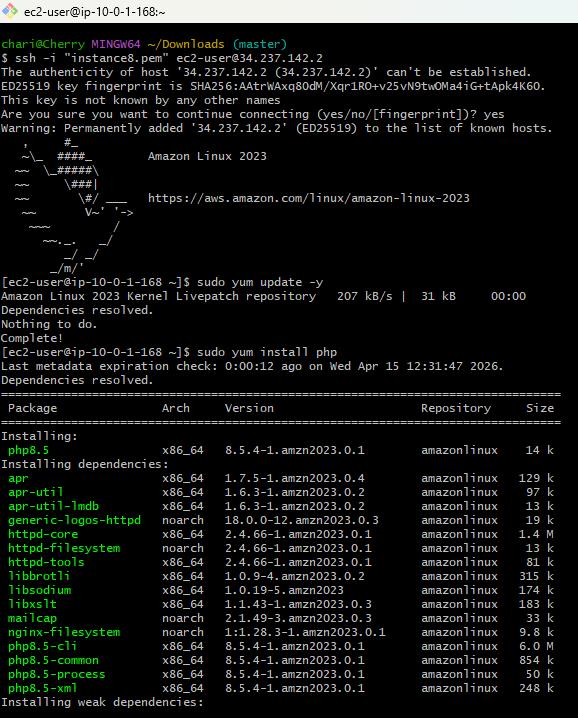 ec2-user@ip-10-0-1-168:~
chari@Cherry MINGW64 ~/Downloads (master)
$ ssh -i "instance8.pem" ec2-user@34.237.142.2
The authenticity of host '34.237.142.2 (34.237.142.2)' can't be established.
ED25519 key fingerprint is SHA256:AAtrWAxq8OdM/Xqr1RO+v25vN9twOMa4iG+tApk4K6O.
This key is not known by any other names
Are you sure you want to continue connecting (yes/no/[fingerprint])? yes
Warning: Permanently added '34.237.142.2' (ED25519) to the list of known hosts.
   ,     #_
   ~\_  ####_        Amazon Linux 2023
  ~~  \_#####\
  ~~     \###|
  ~~       \#/ ___   https://aws.amazon.com/linux/amazon-linux-2023
   ~~       V~' '->
    ~~~         /
      ~~._.   _/
         _/ _/
       _/m/'
[ec2-user@ip-10-0-1-168 ~]$ sudo yum update -y
Amazon Linux 2023 Kernel Livepatch repository   207 kB/s |  31 kB     00:00
Dependencies resolved.
Nothing to do.
Complete!
[ec2-user@ip-10-0-1-168 ~]$ sudo yum install php
Last metadata expiration check: 0:00:12 ago on Wed Apr 15 12:31:47 2026.
Dependencies resolved.
================================================================================
 Package               Arch     Version                     Repository     Size
================================================================================
Installing:
 php8.5                x86_64   8.5.4-1.amzn2023.0.1        amazonlinux    14 k
Installing dependencies:
 apr                   x86_64   1.7.5-1.amzn2023.0.4        amazonlinux   129 k
 apr-util              x86_64   1.6.3-1.amzn2023.0.2        amazonlinux    97 k
 apr-util-lmdb         x86_64   1.6.3-1.amzn2023.0.2        amazonlinux    13 k
 generic-logos-httpd   noarch   18.0.0-12.amzn2023.0.3      amazonlinux    19 k
 httpd-core            x86_64   2.4.66-1.amzn2023.0.1       amazonlinux   1.4 M
 httpd-filesystem      noarch   2.4.66-1.amzn2023.0.1       amazonlinux    13 k
 httpd-tools           x86_64   2.4.66-1.amzn2023.0.1       amazonlinux    81 k
 libbrotli             x86_64   1.0.9-4.amzn2023.0.2        amazonlinux   315 k
 libsodium             x86_64   1.0.19-5.amzn2023           amazonlinux   174 k
 libxslt               x86_64   1.1.43-1.amzn2023.0.3       amazonlinux   183 k
 mailcap               noarch   2.1.49-3.amzn2023.0.3       amazonlinux    33 k
 nginx-filesystem      noarch   1:1.28.3-1.amzn2023.0.1     amazonlinux   9.8 k
 php8.5-cli            x86_64   8.5.4-1.amzn2023.0.1        amazonlinux   6.0 M
 php8.5-common         x86_64   8.5.4-1.amzn2023.0.1        amazonlinux   854 k
 php8.5-process        x86_64   8.5.4-1.amzn2023.0.1        amazonlinux    50 k
 php8.5-xml            x86_64   8.5.4-1.amzn2023.0.1        amazonlinux   248 k
Installing weak dependencies: